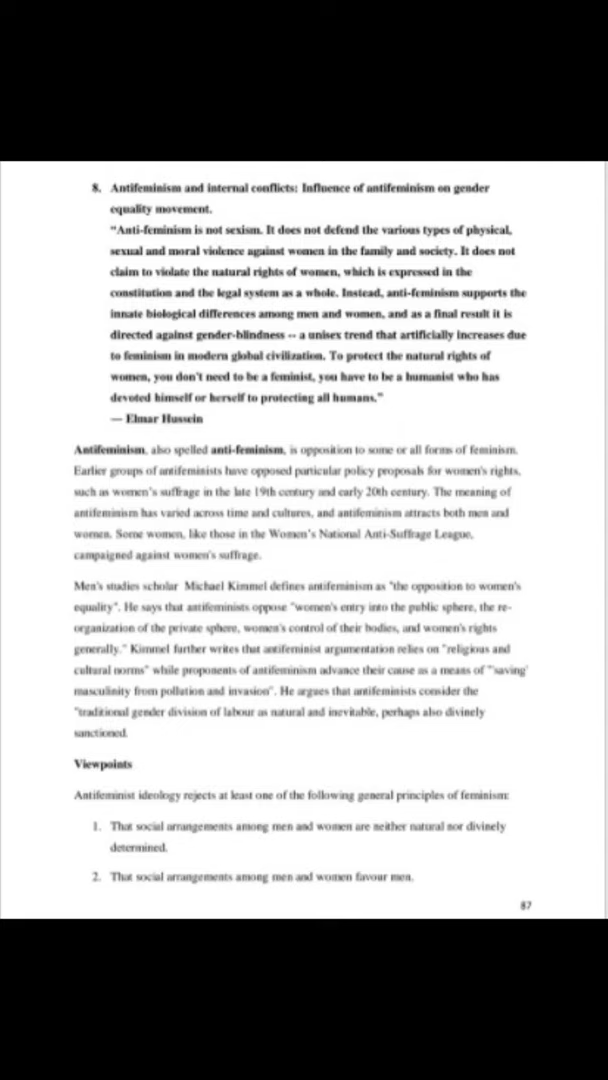 8. Antifeminism and internal conflicts: Influence of antifeminism on gender
equality movement.
"Anti-feminism is not sexism. It does not defend the various types of physical,
sexual and moral violence against women in the family and society. It does not
claim to violate the natural rights of women, which is expressed in the
constitution and the legal system as a whole. Instead, anti-feminism supports the
innate biological differences among men and women, and as a final result it is
directed against gender-blindness -- a unisex trend that artificially increases due
to feminism in modern global civilization. To protect the natural rights of
women, you don't need to be a feminist, you have to be a humanist who has
devoted himself or herself to protecting all humans."
— Elmar Hussein
Antifeminism, also spelled anti-feminism, is opposition to some or all forms of feminism.
Earlier groups of antifeminists have opposed particular policy proposals for women's rights,
such as women's suffrage in the late 19th century and early 20th century. The meaning of
antifeminism has varied across time and cultures, and antifeminism attracts both men and
women. Some women, like those in the Women's National Anti-Suffrage League,
campaigned against women's suffrage.
Men's studies scholar Michael Kimmel defines antifeminism as "the opposition to women's
equality". He says that antifeminists oppose "women's entry into the public sphere, the re-
organization of the private sphere, women's control of their bodies, and women's rights
generally." Kimmel further writes that antifeminist argumentation relies on "religious and
cultural norms" while proponents of antifeminism advance their cause as a means of "'saving'
masculinity from pollution and invasion". He argues that antifeminists consider the
"traditional gender division of labour as natural and inevitable, perhaps also divinely
sanctioned.
Viewpoints
Antifeminist ideology rejects at least one of the following general principles of feminism:
1. That social arrangements among men and women are neither natural nor divinely
determined.
2. That social arrangements among men and women favour men.
87